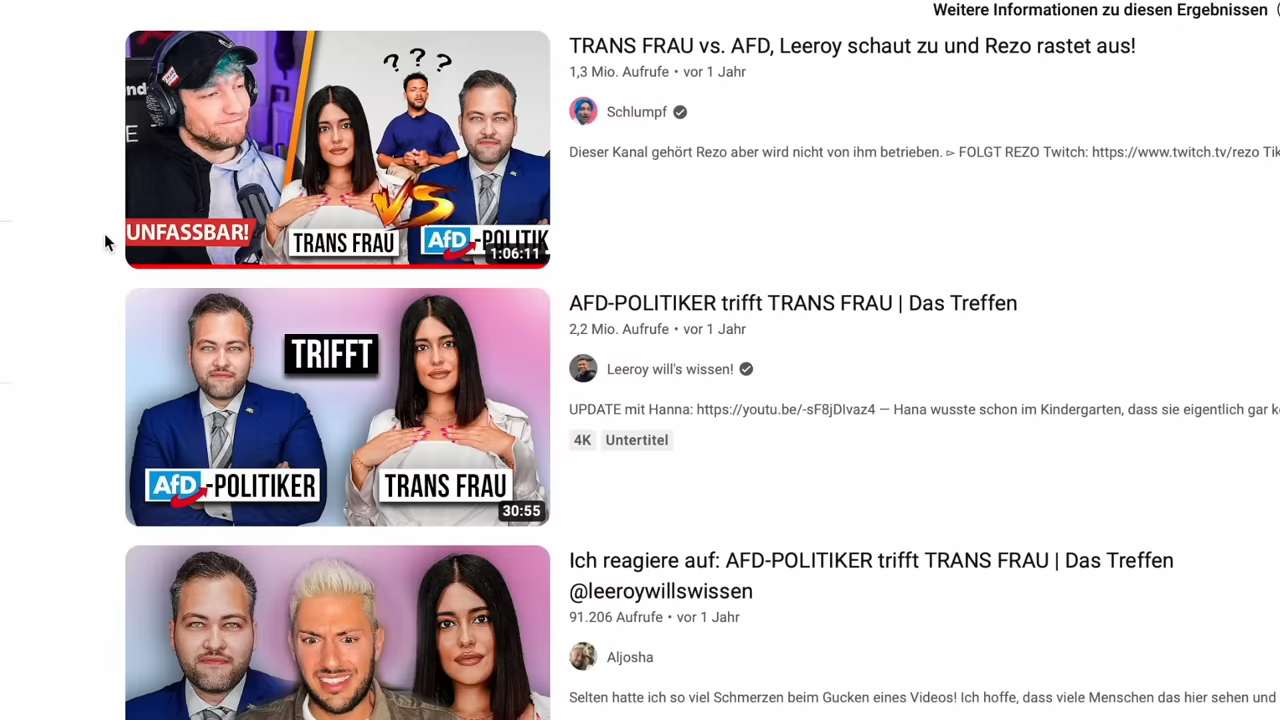 Weitere Informationen zu diesen Ergebnissen
TRANS FRAU vs. AFD, Leeroy schaut zu und Rezo rastet aus!
1,3 Mio. Aufrufe • vor 1 Jahr
Schlumpf
Dieser Kanal gehört Rezo aber wird nicht von ihm betrieben. ▻ FOLGT REZO Twitch: https://www.twitch.tv/rezo
? ? ?
VS
UNFASSBAR!
TRANS FRAU
AfD-POLITIK
1:06:11
AFD-POLITIKER trifft TRANS FRAU | Das Treffen
2,2 Mio. Aufrufe • vor 1 Jahr
Leeroy will's wissen!
UPDATE mit Hanna: https://youtu.be/-sF8jDIvaz4 — Hana wusste schon im Kindergarten, dass sie eigentlich gar
4K Untertitel
TRIFFT
AfD-POLITIKER
TRANS FRAU
30:55
Ich reagiere auf: AFD-POLITIKER trifft TRANS FRAU | Das Treffen
@leeroywillswissen
91.206 Aufrufe • vor 1 Jahr
Aljosha
Selten hatte ich so viel Schmerzen beim Gucken eines Videos! Ich hoffe, dass viele Menschen das hier sehen und